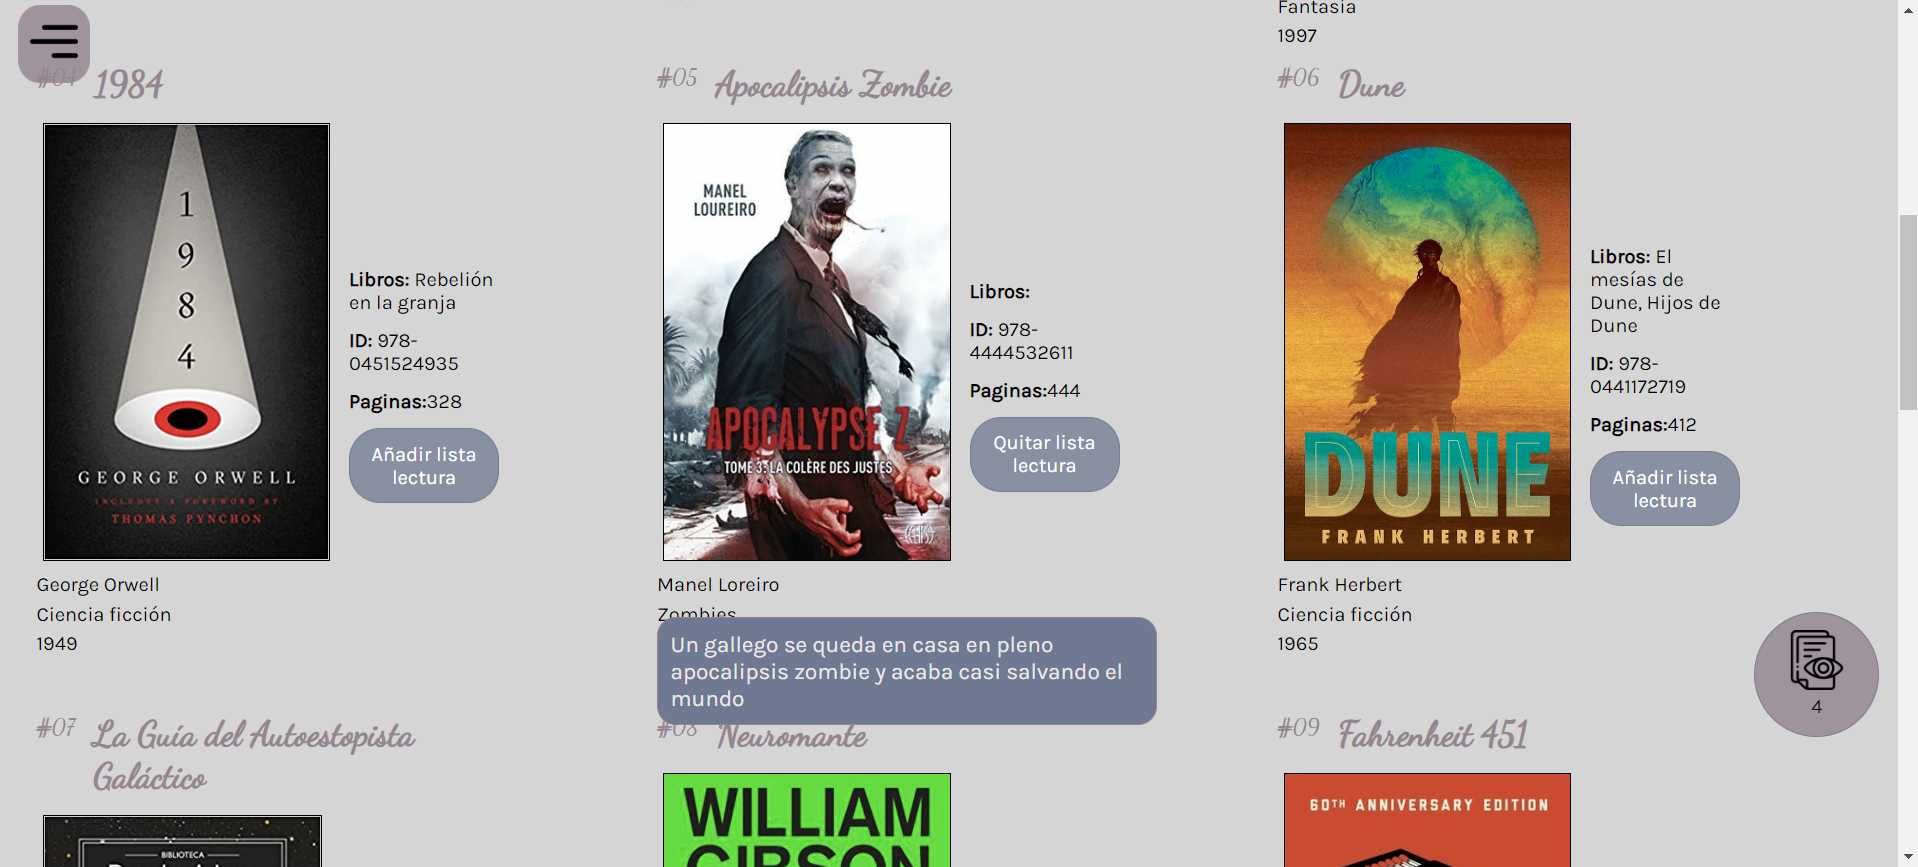 Fantasía
1997
#04 1984
1
9
8
4
GEORGE ORWELL
INCLUDES A FOREWORD BY
THOMAS PYNCHON
Libros: Rebelión
en la granja
ID: 978-
0451524935
Paginas:328
Añadir lista
lectura
George Orwell
Ciencia ficción
1949
#05 Apocalipsis Zombie
MANEL
LOUREIRO
APOCALYPSE Z
TOME 3: LA COLÈRE DES JUSTES
Libros:
ID: 978-
4444532611
Paginas:444
Quitar lista
lectura
Manel Loreiro
Zombies
Un gallego se queda en casa en pleno
apocalipsis zombie y acaba casi salvando el
mundo
#06 Dune
DUNE
FRANK HERBERT
Libros: El
mesías de
Dune, Hijos de
Dune
ID: 978-
0441172719
Paginas:412
Añadir lista
lectura
Frank Herbert
Ciencia ficción
1965
4
#07 La Guía del Autoestopista
Galáctico
BIBLIOTECA
#08 Neuromante
WILLIAM
GIBSON
#09 Fahrenheit 451
60TH ANNIVERSARY EDITION